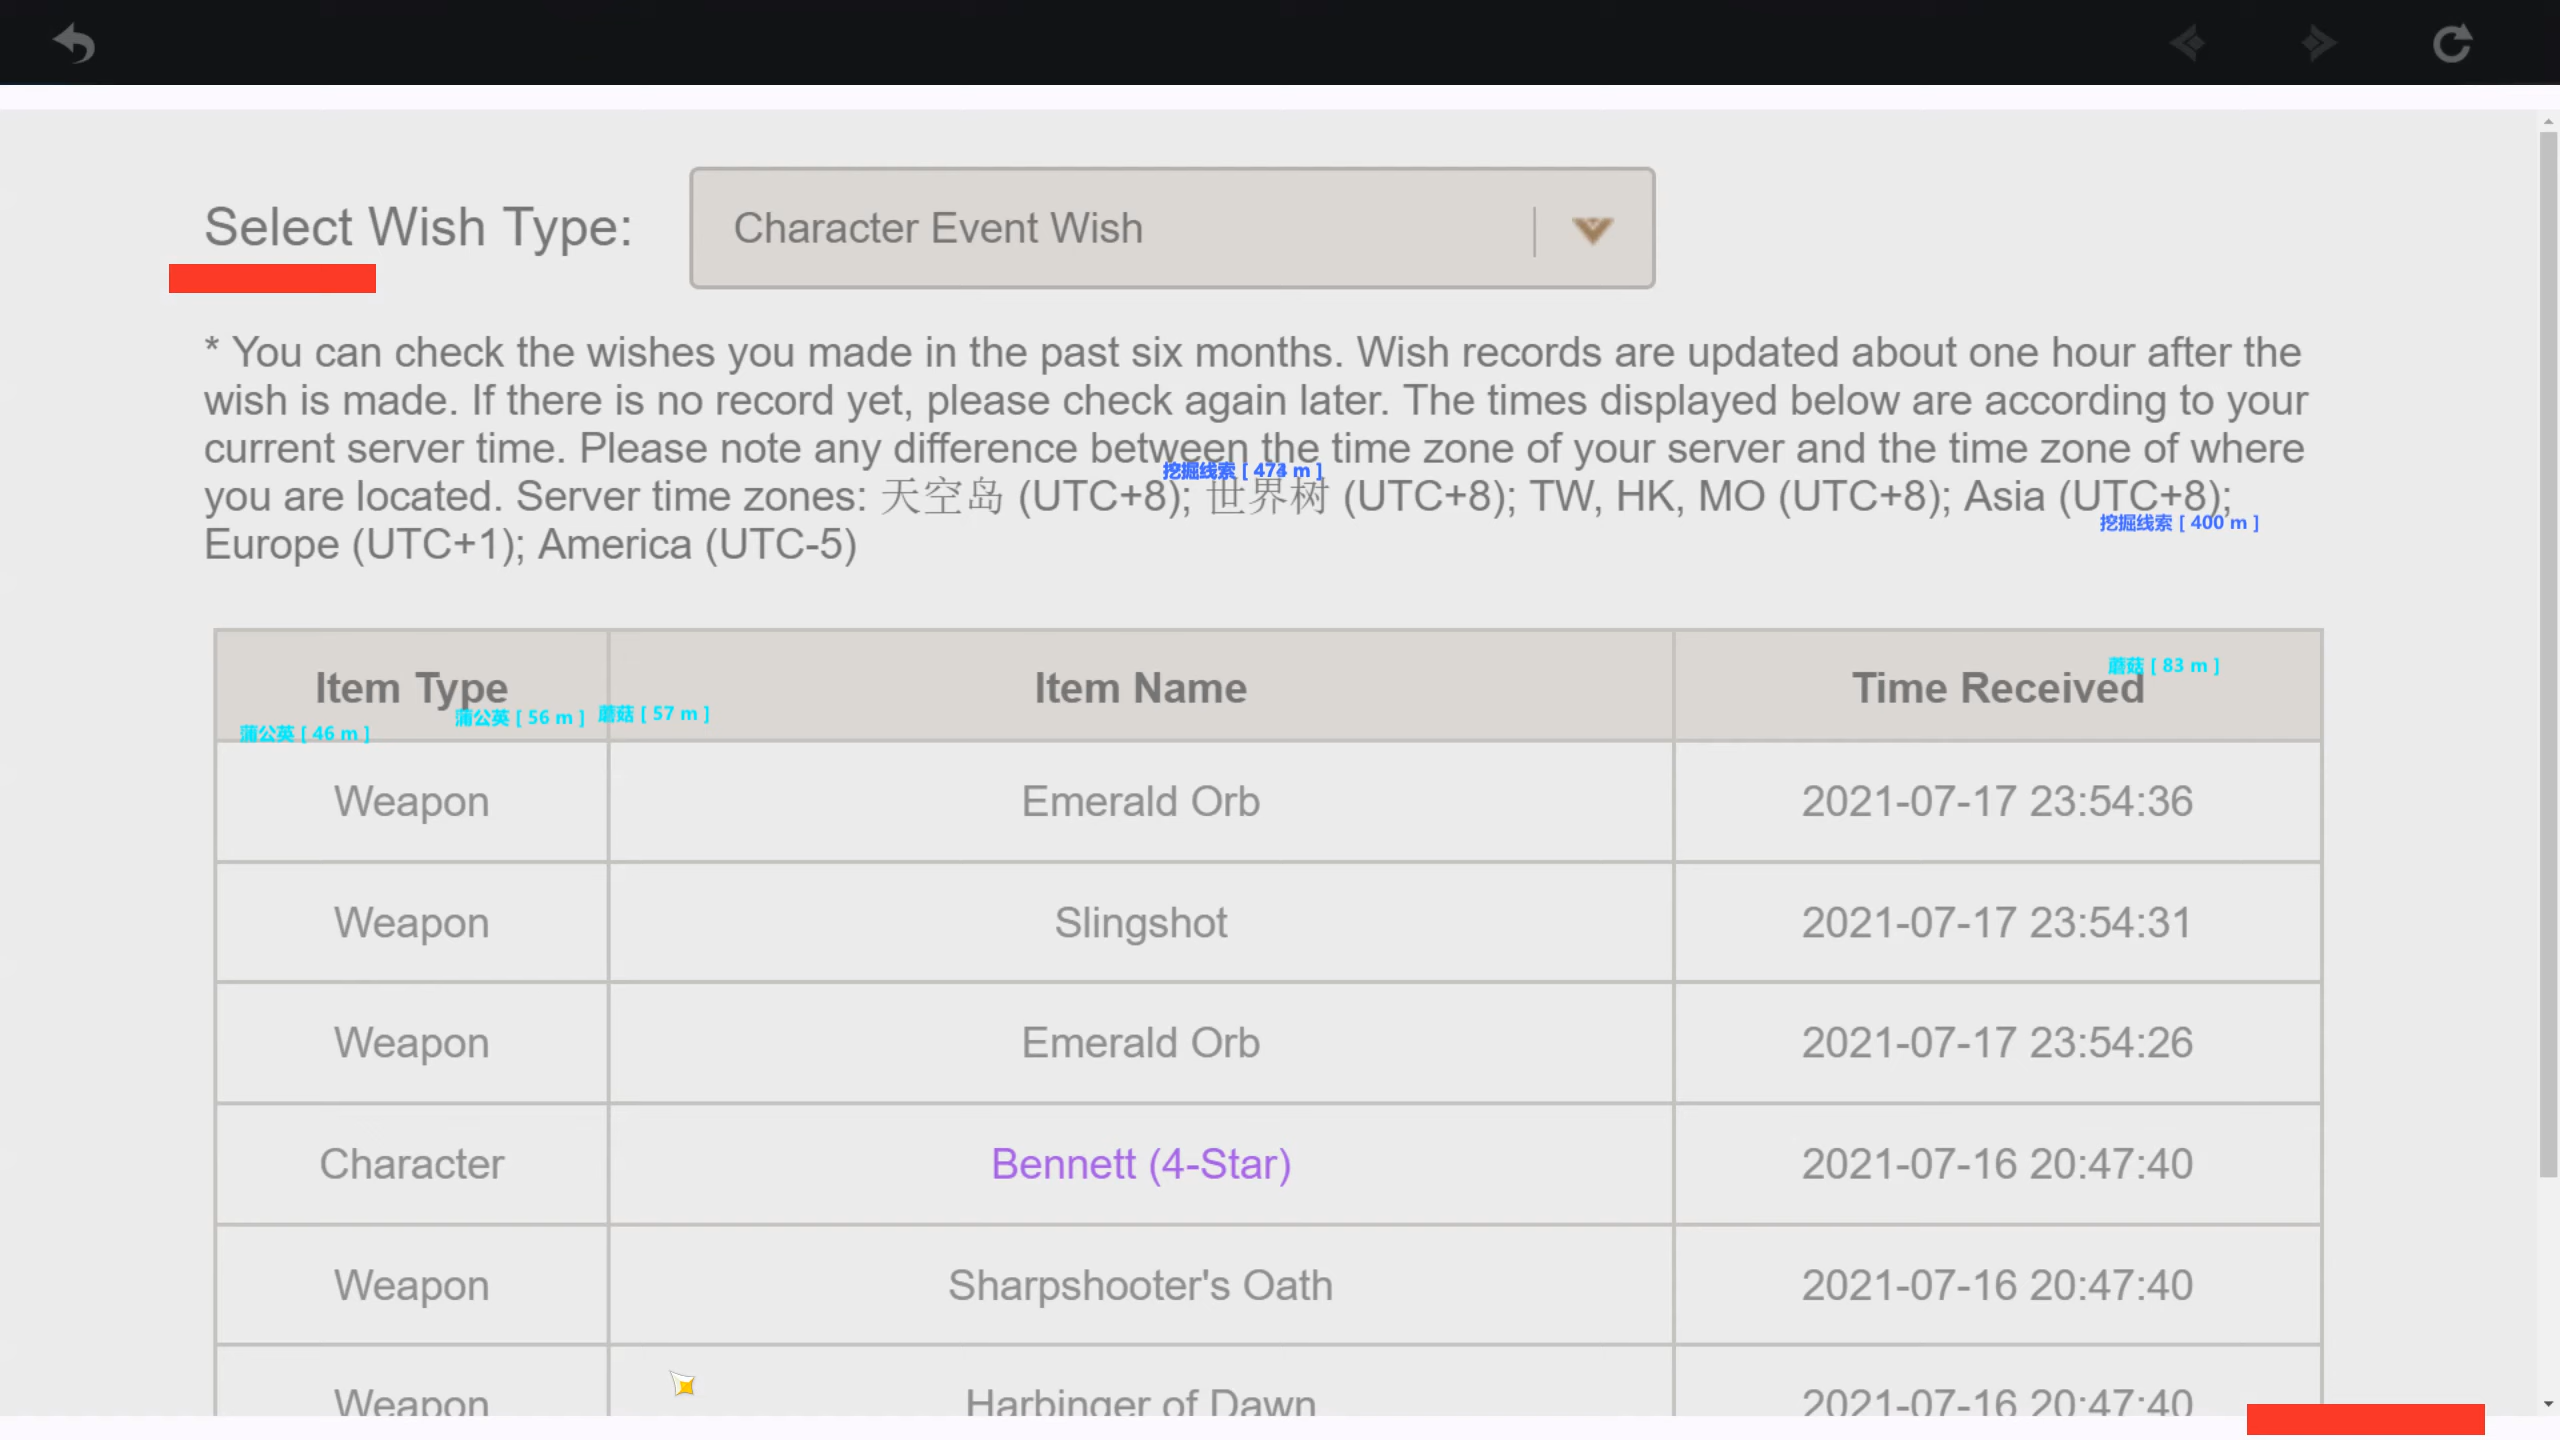 Select Wish Type:
Character Event Wish
* You can check the wishes you made in the past six months. Wish records are updated about one hour after the
wish is made. If there is no record yet, please check again later. The times displayed below are according to your
current server time. Please note any difference between the time zone of your server and the time zone of where
挖掘线索 [ 474 m ]
you are located. Server time zones: 天空岛 (UTC+8); 世界树 (UTC+8); TW, HK, MO (UTC+8); Asia (UTC+8);
挖掘线索 [ 400 m ]
Europe (UTC+1); America (UTC-5)
蘑菇 [ 83 m ]
Item Type Item Name Time Received
蒲公英 [ 46 m ] 蒲公英 [ 56 m ] 蘑菇 [ 57 m ]
Weapon Emerald Orb 2021-07-17 23:54:36
Weapon Slingshot 2021-07-17 23:54:31
Weapon Emerald Orb 2021-07-17 23:54:26
Character Bennett (4-Star) 2021-07-16 20:47:40
Weapon Sharpshooter's Oath 2021-07-16 20:47:40
Weapon Harbinger of Dawn 2021-07-16 20:47:40